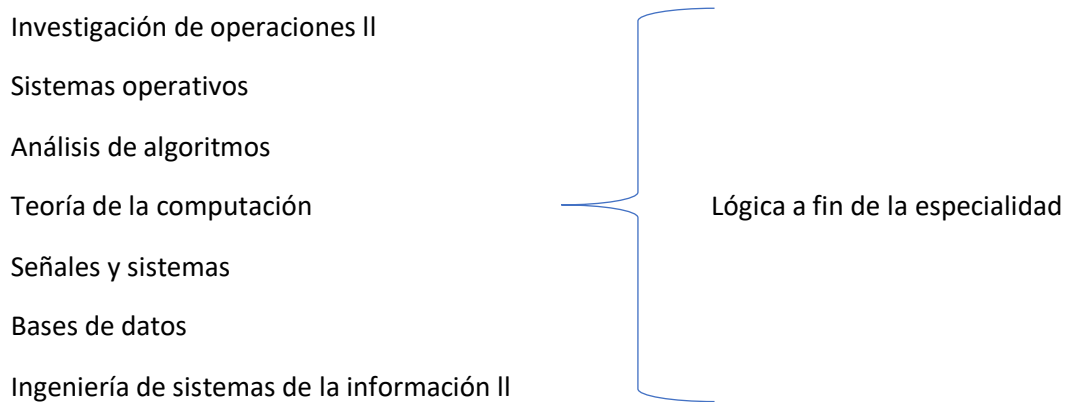 Investigación de operaciones ll
Sistemas operativos
Análisis de algoritmos
Teoría de la computación
Lógica a fin de la especialidad
Señales y sistemas
Bases de datos
Ingeniería de sistemas de la información ll